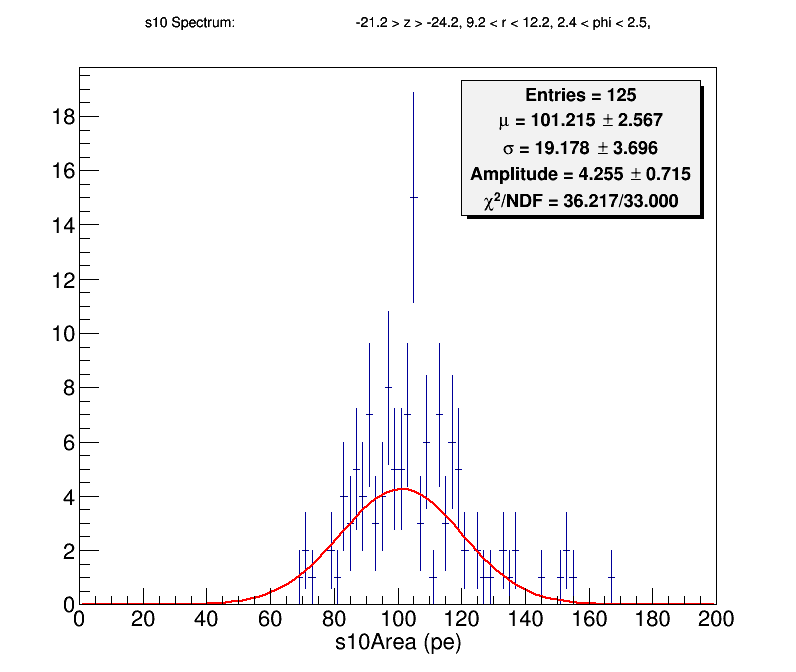 s10 Spectrum: -21.2 > z > -24.2, 9.2 < r < 12.2, 2.4 < phi < 2.5,
Entries = 125
μ = 101.215 ± 2.567
σ = 19.178 ± 3.696
Amplitude = 4.255 ± 0.715
χ²/NDF = 36.217/33.000
18
16
14
12
10
8
6
4
2
0
0 20 40 60 80 100 120 140 160 180 200
s10Area (pe)